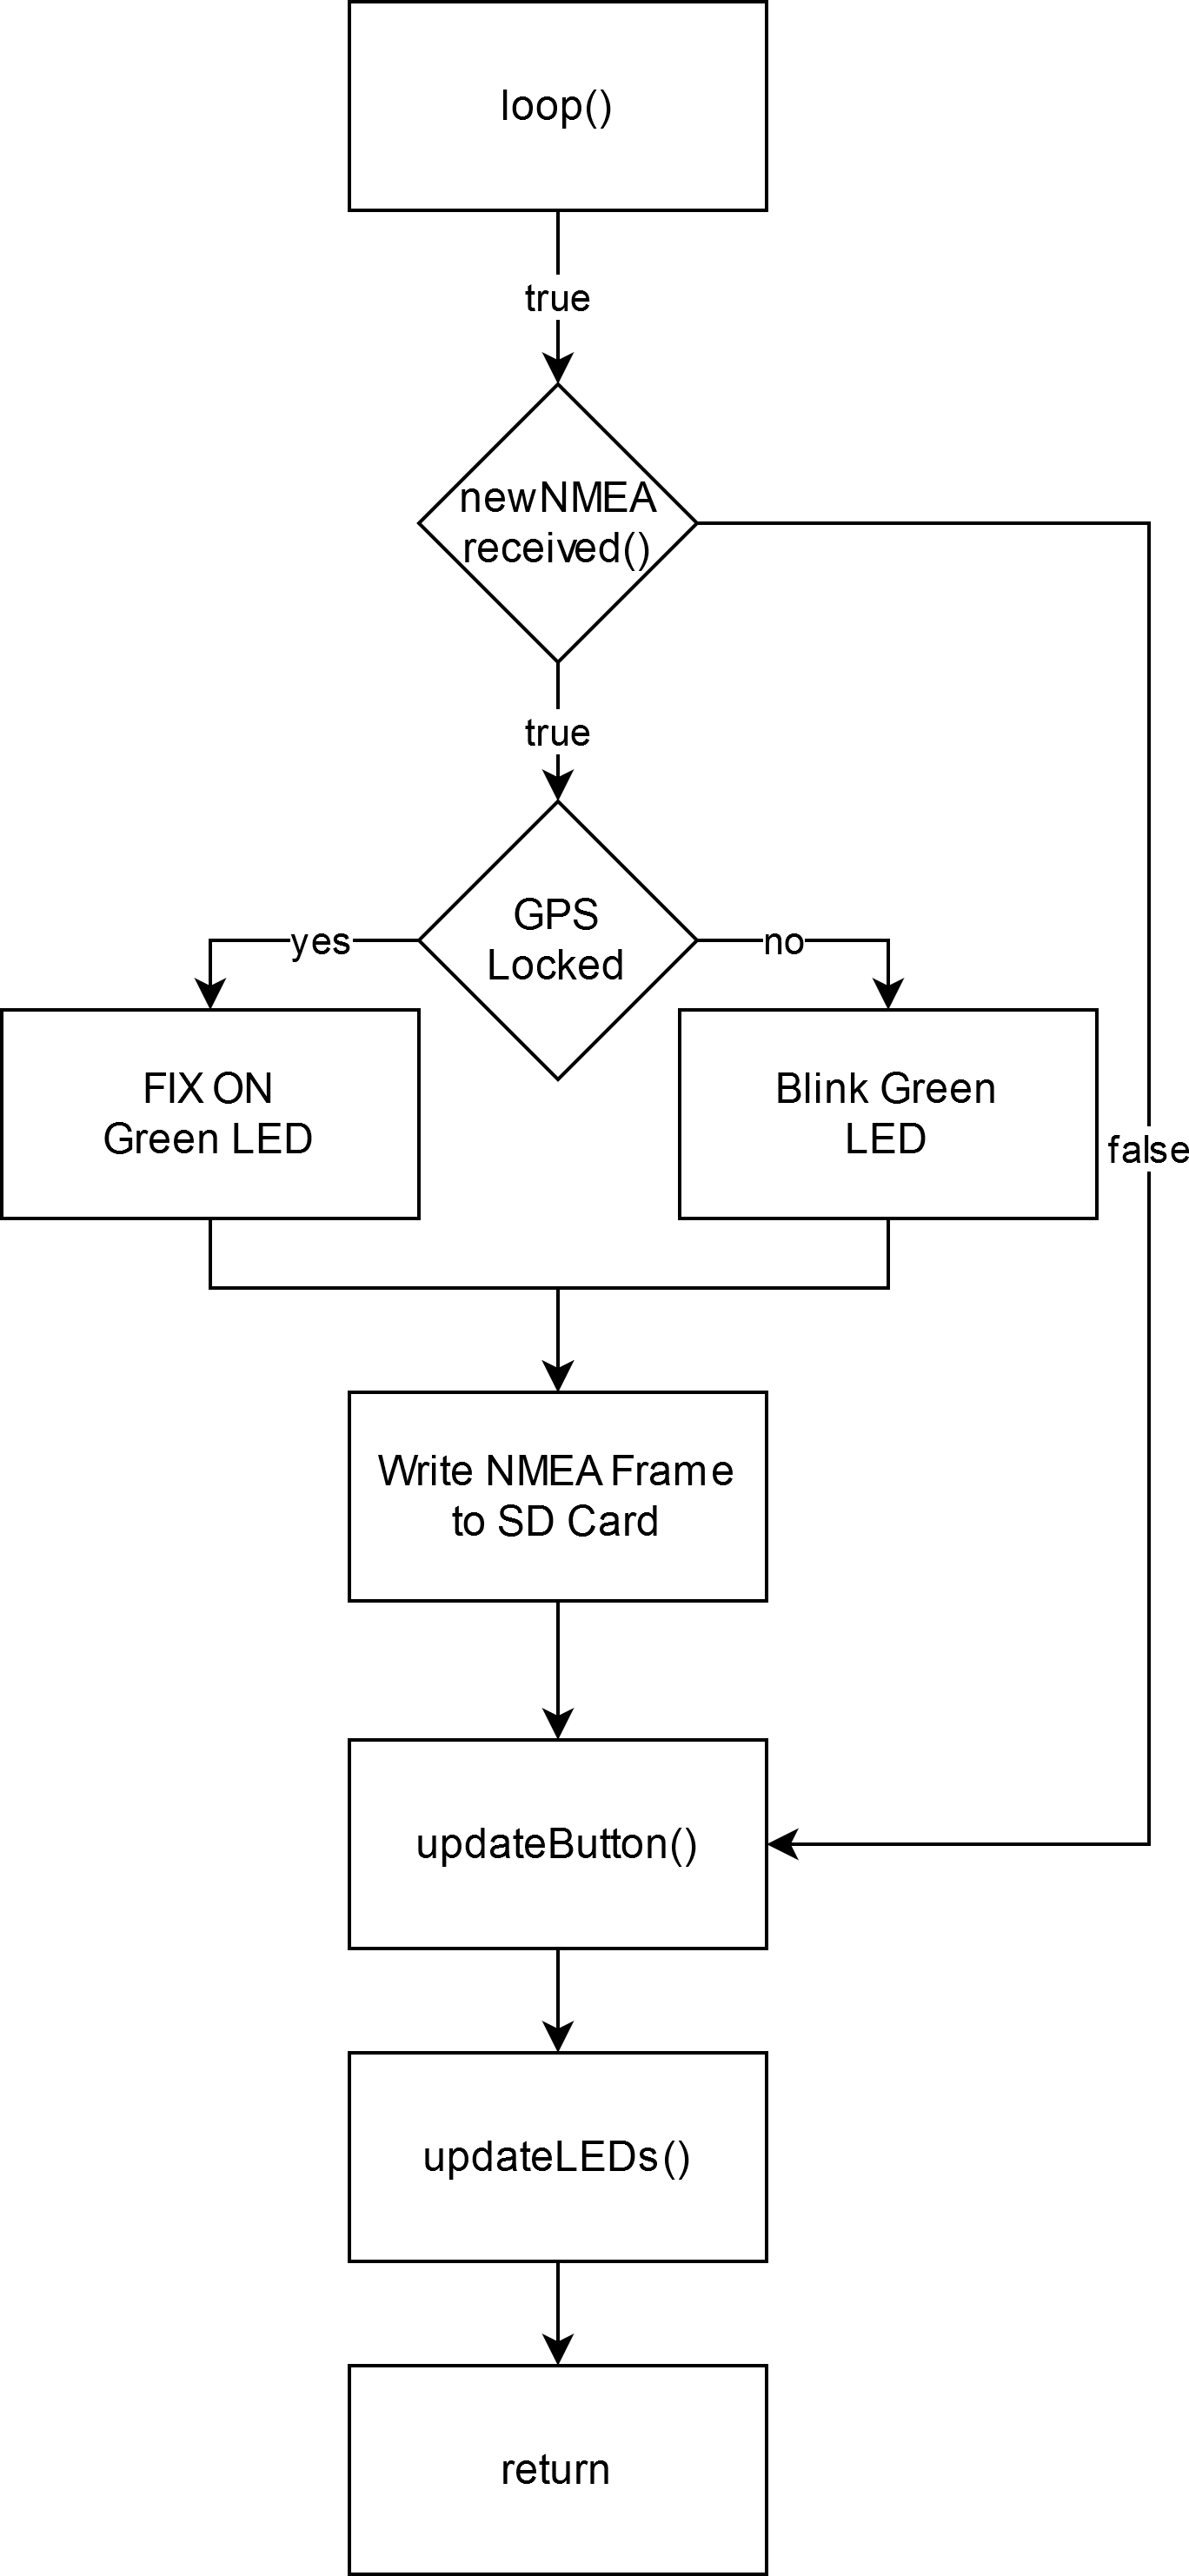 loop()
true
newNMEA
received()
true
GPS
Locked
yes
no
FIX ON
Green LED
Blink Green
LED
false
Write NMEA Frame
to SD Card
updateButton()
updateLEDs()
return